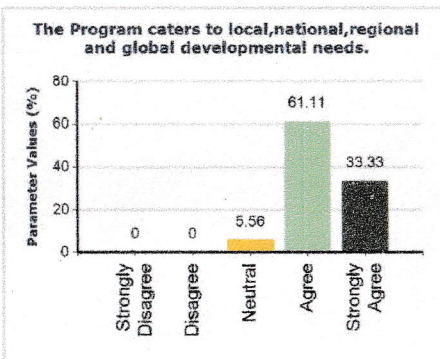 The Program caters to local,national,regional
and global developmental needs.
Parameter Values (%)
80
60
40
20
0
0
0
5.56
61.11
33.33
Strongly
Disagree
Disagree
Neutral
Agree
Strongly
Agree